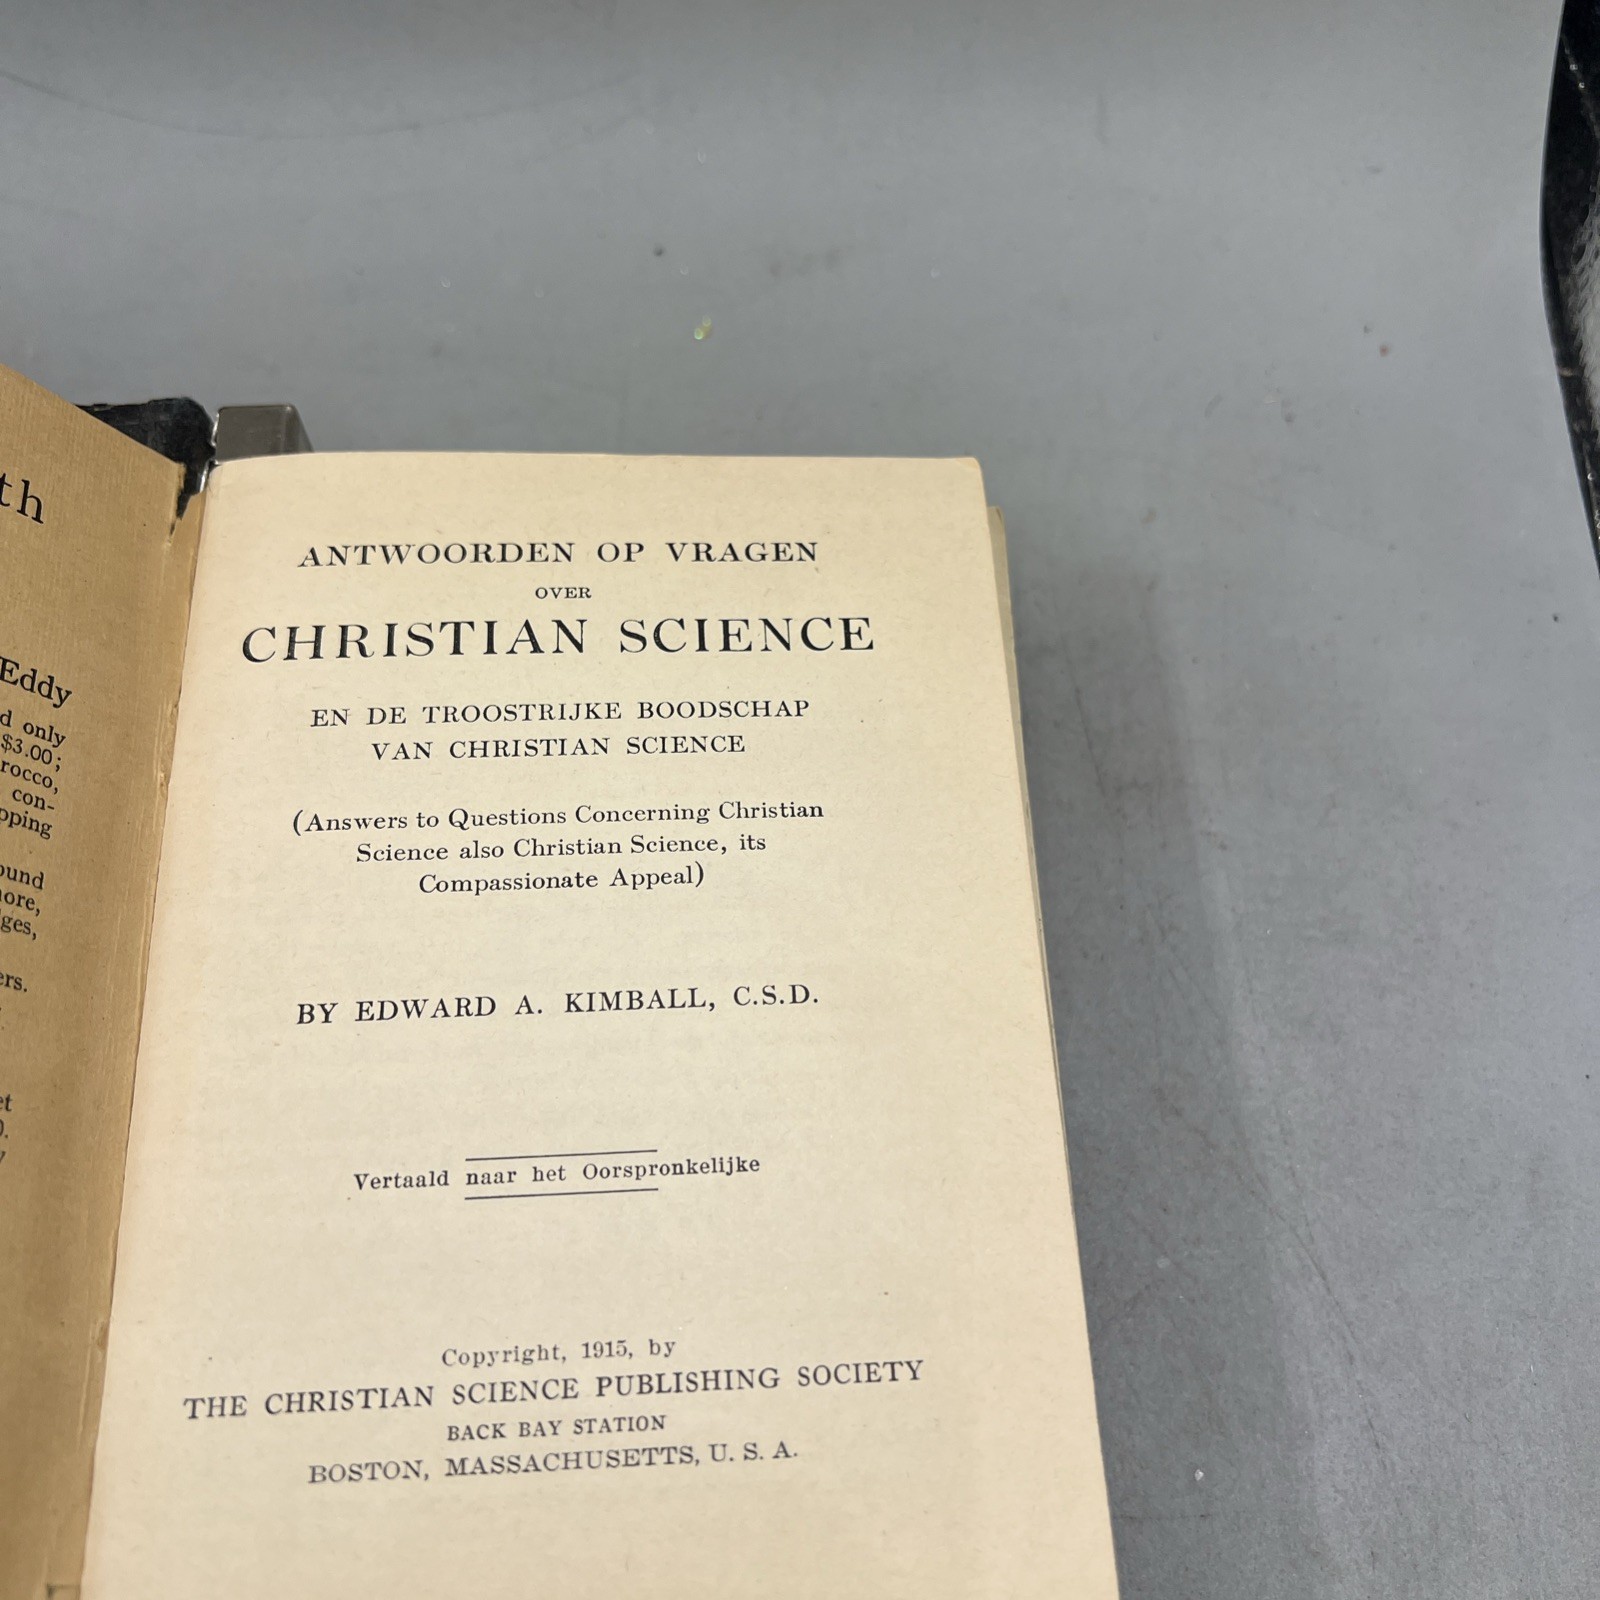 th
Eddy
d only
$3.00;
rocco,
con-
pping
ound
nore,
ges,
ers.
et
ANTWOORDEN OP VRAGEN
OVER
CHRISTIAN SCIENCE
EN DE TROOSTRIJKE BOODSCHAP
VAN CHRISTIAN SCIENCE
(Answers to Questions Concerning Christian
Science also Christian Science, its
Compassionate Appeal)
BY EDWARD A. KIMBALL, C.S.D.
Vertaald naar het Oorspronkelijke
Copyright, 1915, by
THE CHRISTIAN SCIENCE PUBLISHING SOCIETY
BACK BAY STATION
BOSTON, MASSACHUSETTS, U. S. A.